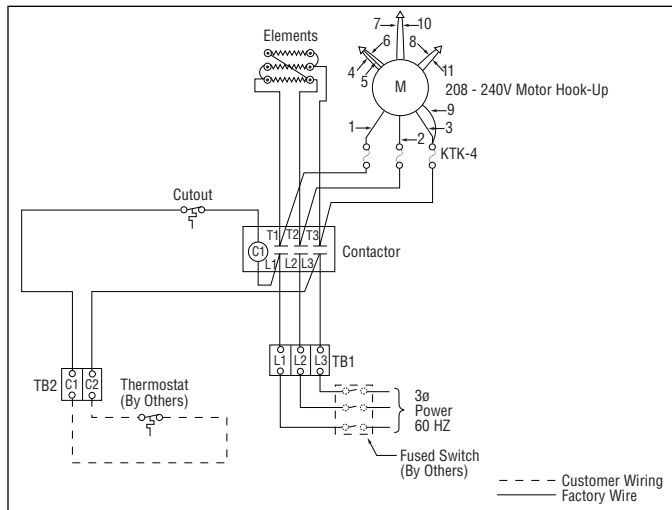 Elements
7
10
6
8
4
5
11
M
208 - 240V Motor Hook-Up
9
1
2
3
KTK-4
Cutout
T1 T2 T3
C1
Contactor
L1 L2 L3
L1 L2 L3 TB1
TB2 C1 C2
Thermostat
(By Others)
3ø
Power
60 HZ
Fused Switch
(By Others)
Customer Wiring
Factory Wire